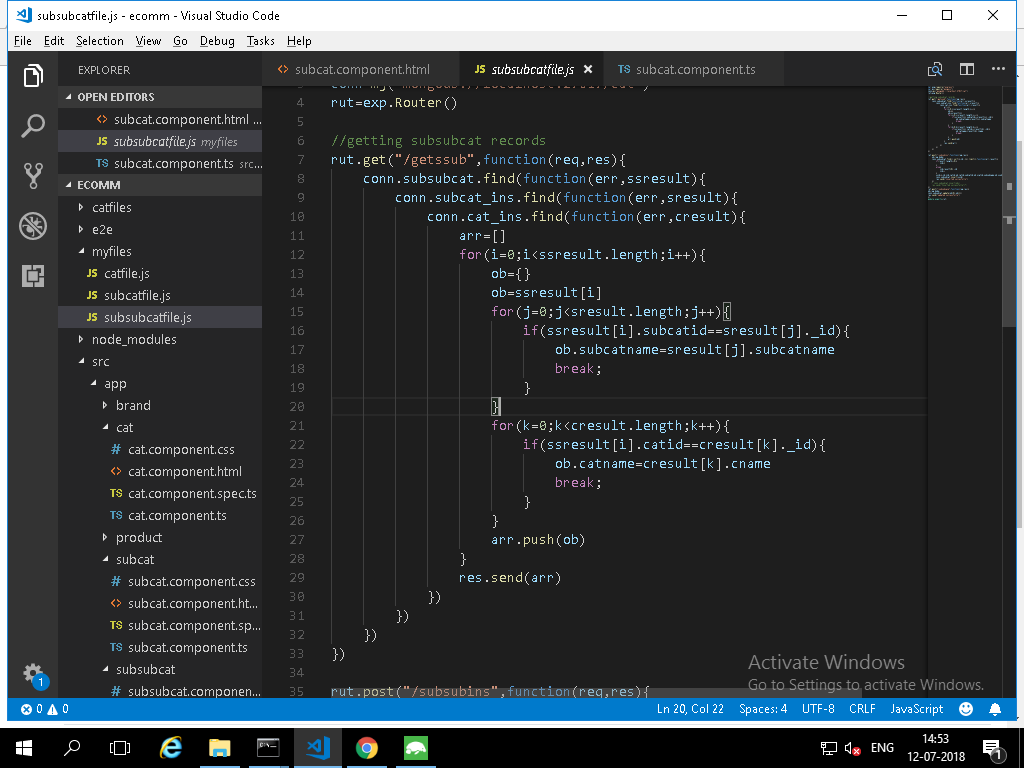 subsubcatfile.js - ecomm - Visual Studio Code
File Edit Selection View Go Debug Tasks Help
EXPLORER
subcat.component.html
JS subsubcatfile.js
TS subcat.component.ts
OPEN EDITORS
subcat.component.html ...
JS subsubcatfile.js myfiles
TS subcat.component.ts src...
ECOMM
catfiles
e2e
myfiles
JS catfile.js
JS subcatfile.js
JS subsubcatfile.js
node_modules
src
app
brand
cat
# cat.component.css
cat.component.html
TS cat.component.spec.ts
TS cat.component.ts
product
subcat
# subcat.component.css
subcat.component.ht...
TS subcat.component.sp...
TS subcat.component.ts
subsubcat
# subsubcat.componen...
4 rut=exp.Router()
5
6 //getting subsubcat records
7 rut.get("/getssub",function(req,res){
8 conn.subsubcat.find(function(err,ssresult){
9 conn.subcat_ins.find(function(err,sresult){
10 conn.cat_ins.find(function(err,cresult){
11 arr=[]
12 for(i=0;i<ssresult.length;i++){
13 ob={}
14 ob=ssresult[i]
15 for(j=0;j<sresult.length;j++){
16 if(ssresult[i].subcatid==sresult[j]._id){
17 ob.subcatname=sresult[j].subcatname
18 break;
19 }
20 }
21 for(k=0;k<cresult.length;k++){
22 if(ssresult[i].catid==cresult[k]._id){
23 ob.catname=cresult[k].cname
24 break;
25 }
26 }
27 arr.push(ob)
28 }
29 res.send(arr)
30 })
31 })
32 })
33 })
34
35 rut.post("/subsubins",function(req,res){
Activate Windows
Go to Settings to activate Windows.
1
0 0
Ln 20, Col 22 Spaces: 4 UTF-8 CRLF JavaScript
ENG
14:53
12-07-2018
1